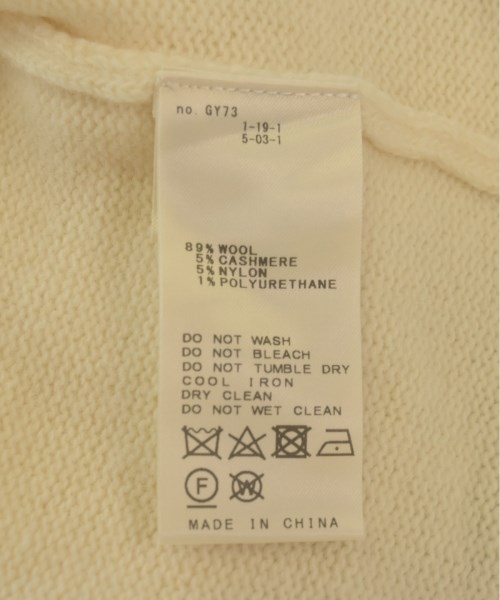 no. GY73
1-19-1
5-03-1
89% WOOL
5% CASHMERE
5% NYLON
1% POLYURETHANE
DO NOT WASH
DO NOT BLEACH
DO NOT TUMBLE DRY
COOL IRON
DRY CLEAN
DO NOT WET CLEAN
F W
MADE IN CHINA